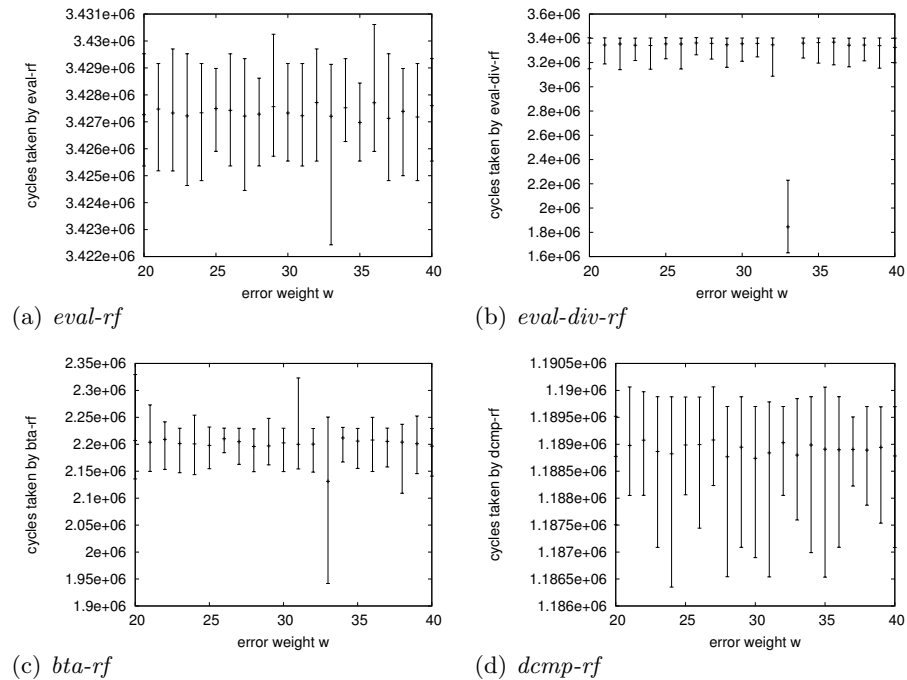 3.431e+06
3.43e+06
3.429e+06
3.428e+06
3.427e+06
3.426e+06
3.425e+06
3.424e+06
3.423e+06
3.422e+06
cycles taken by eval-rf
20 25 30 35 40
error weight w
(a) eval-rf
3.6e+06
3.4e+06
3.2e+06
3e+06
2.8e+06
2.6e+06
2.4e+06
2.2e+06
2e+06
1.8e+06
1.6e+06
cycles taken by eval-div-rf
20 25 30 35 40
error weight w
(b) eval-div-rf
2.35e+06
2.3e+06
2.25e+06
2.2e+06
2.15e+06
2.1e+06
2.05e+06
2e+06
1.95e+06
1.9e+06
cycles taken by bta-rf
20 25 30 35 40
error weight w
(c) bta-rf
1.1905e+06
1.19e+06
1.1895e+06
1.189e+06
1.1885e+06
1.188e+06
1.1875e+06
1.187e+06
1.1865e+06
1.186e+06
cycles taken by dcmp-rf
20 25 30 35 40
error weight w
(d) dcmp-rf